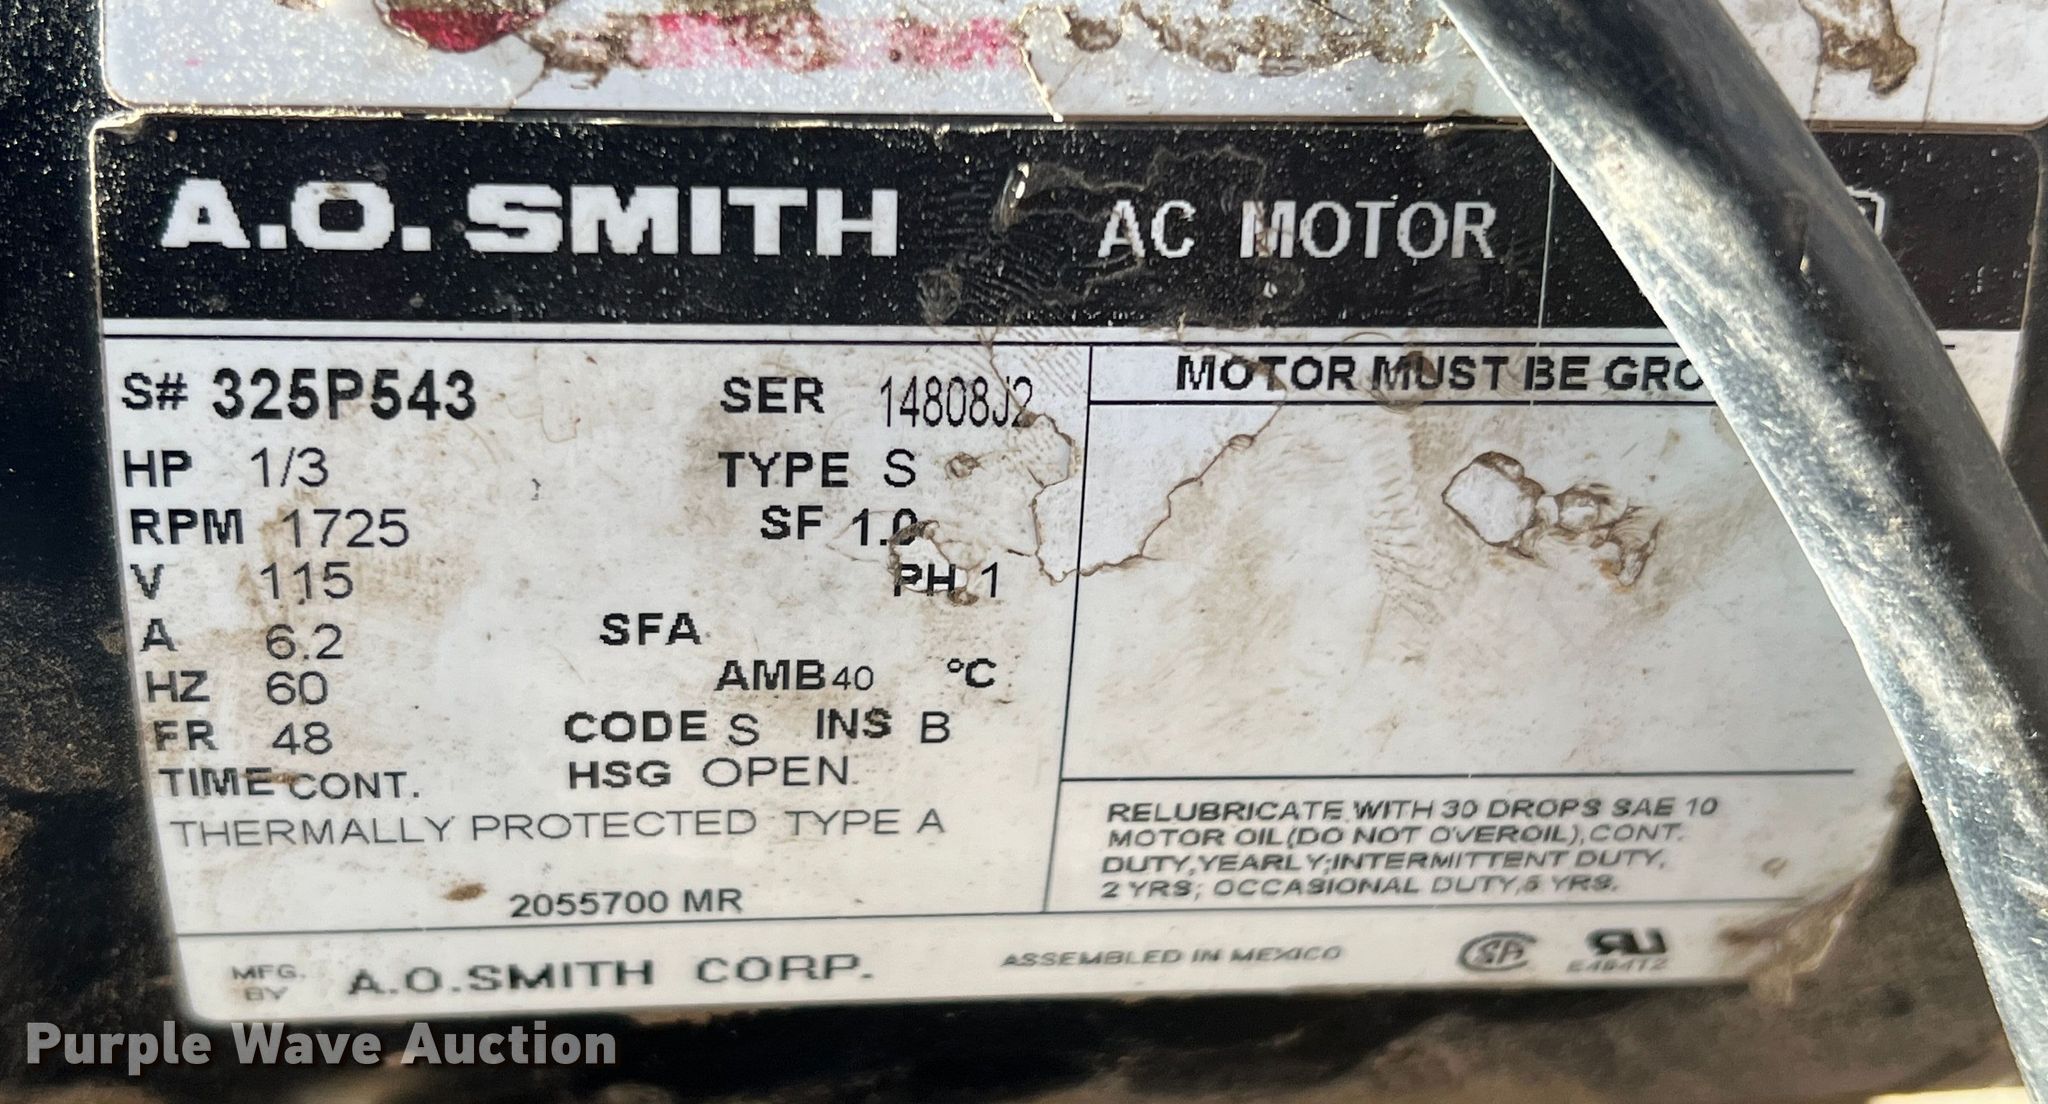 A.O. SMITH AC MOTOR
S# 325P543 SER 14808J2
HP 1/3 TYPE S
RPM 1725 SF 1.0
V 115 PH 1
A 6.2 SFA
HZ 60 AMB 40 °C
FR 48 CODE S INS B
TIME CONT. HSG OPEN
THERMALLY PROTECTED TYPE A
2055700 MR
MOTOR MUST BE GRO
RELUBRICATE WITH 30 DROPS SAE 10
MOTOR OIL (DO NOT OVEROIL), CONT.
DUTY, YEARLY; INTERMITTENT DUTY,
2 YRS; OCCASIONAL DUTY, 5 YRS.
MFG. BY A.O. SMITH CORP. ASSEMBLED IN MEXICO
Purple Wave Auction